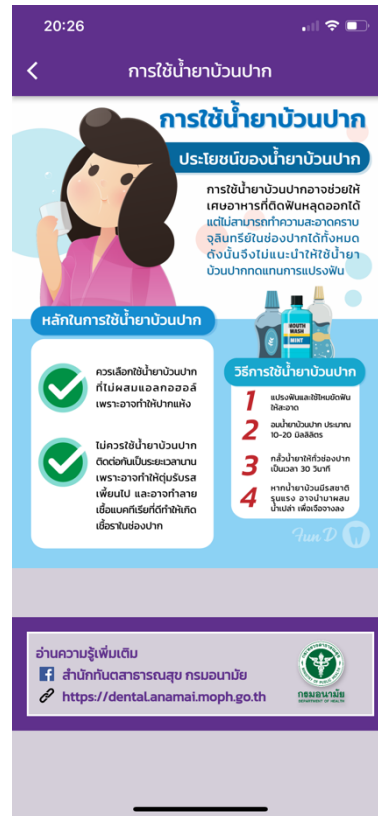 20:26
การใช้น้ำยาบ้วนปาก
การใช้น้ำยาบ้วนปาก
ประโยชน์ของน้ำยาบ้วนปาก
การใช้น้ำยาบ้วนปากอาจช่วยให้
เศษอาหารที่ติดฟันหลุดออกได้
แต่ไม่สามารถทำความสะอาดคราบ
จุลินทรีย์ในช่องปากได้ทั้งหมด
ดังนั้นจึงไม่แนะนำให้ใช้น้ำยา
บ้วนปากทดแทนการแปรงฟัน
MOUTH
WASH
MINT
หลักในการใช้น้ำยาบ้วนปาก
ควรเลือกใช้น้ำยาบ้วนปาก
ที่ไม่ผสมแอลกอฮอล์
เพราะอาจทำให้ปากแห้ง
ไม่ควรใช้น้ำยาบ้วนปาก
ติดต่อกันเป็นระยะเวลานาน
เพราะอาจทำให้ตุ่มรับรส
เพี้ยนไป และอาจทำลาย
เชื้อแบคทีเรียที่ดีทำให้เกิด
เชื้อราในช่องปาก
วิธีการใช้น้ำยาบ้วนปาก
1 แปรงฟันและใช้ไหมขัดฟัน
ให้สะอาด
2 อมน้ำยาบ้วนปาก ประมาณ
10-20 มิลลิลิตร
3 กลั้วน้ำยาให้ทั่วช่องปาก
เป็นเวลา 30 วินาที
4 หากน้ำยาบ้วนปากมีรสชาติ
รุนแรง อาจนำมาผสม
น้ำเปล่า เพื่อเจือจางลง
Fun D
อ่านความรู้เพิ่มเติม
สำนักทันตสาธารณสุข กรมอนามัย
https://dental.anamai.moph.go.th
กรมอนามัย
DEPARTMENT OF HEALTH